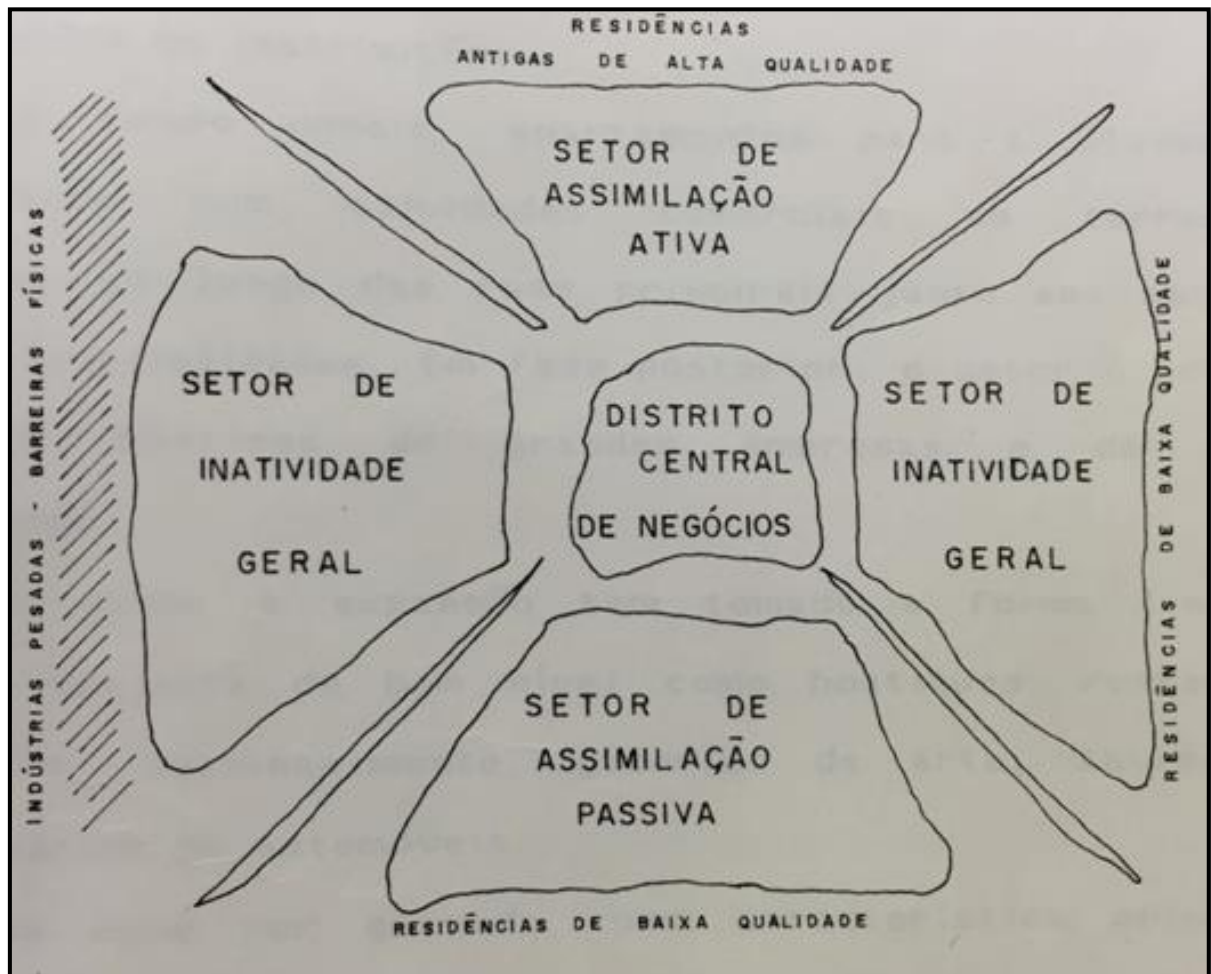 RESIDÊNCIAS
ANTIGAS DE ALTA QUALIDADE
SETOR DE
ASSIMILAÇÃO
ATIVA
INDÚSTRIAS PESADAS - BARREIRAS FÍSICAS
SETOR DE
INATIVIDADE
GERAL
DISTRITO
CENTRAL
DE NEGÓCIOS
SETOR DE
INATIVIDADE
GERAL
RESIDÊNCIAS DE BAIXA QUALIDADE
SETOR DE
ASSIMILAÇÃO
PASSIVA
RESIDÊNCIAS DE BAIXA QUALIDADE